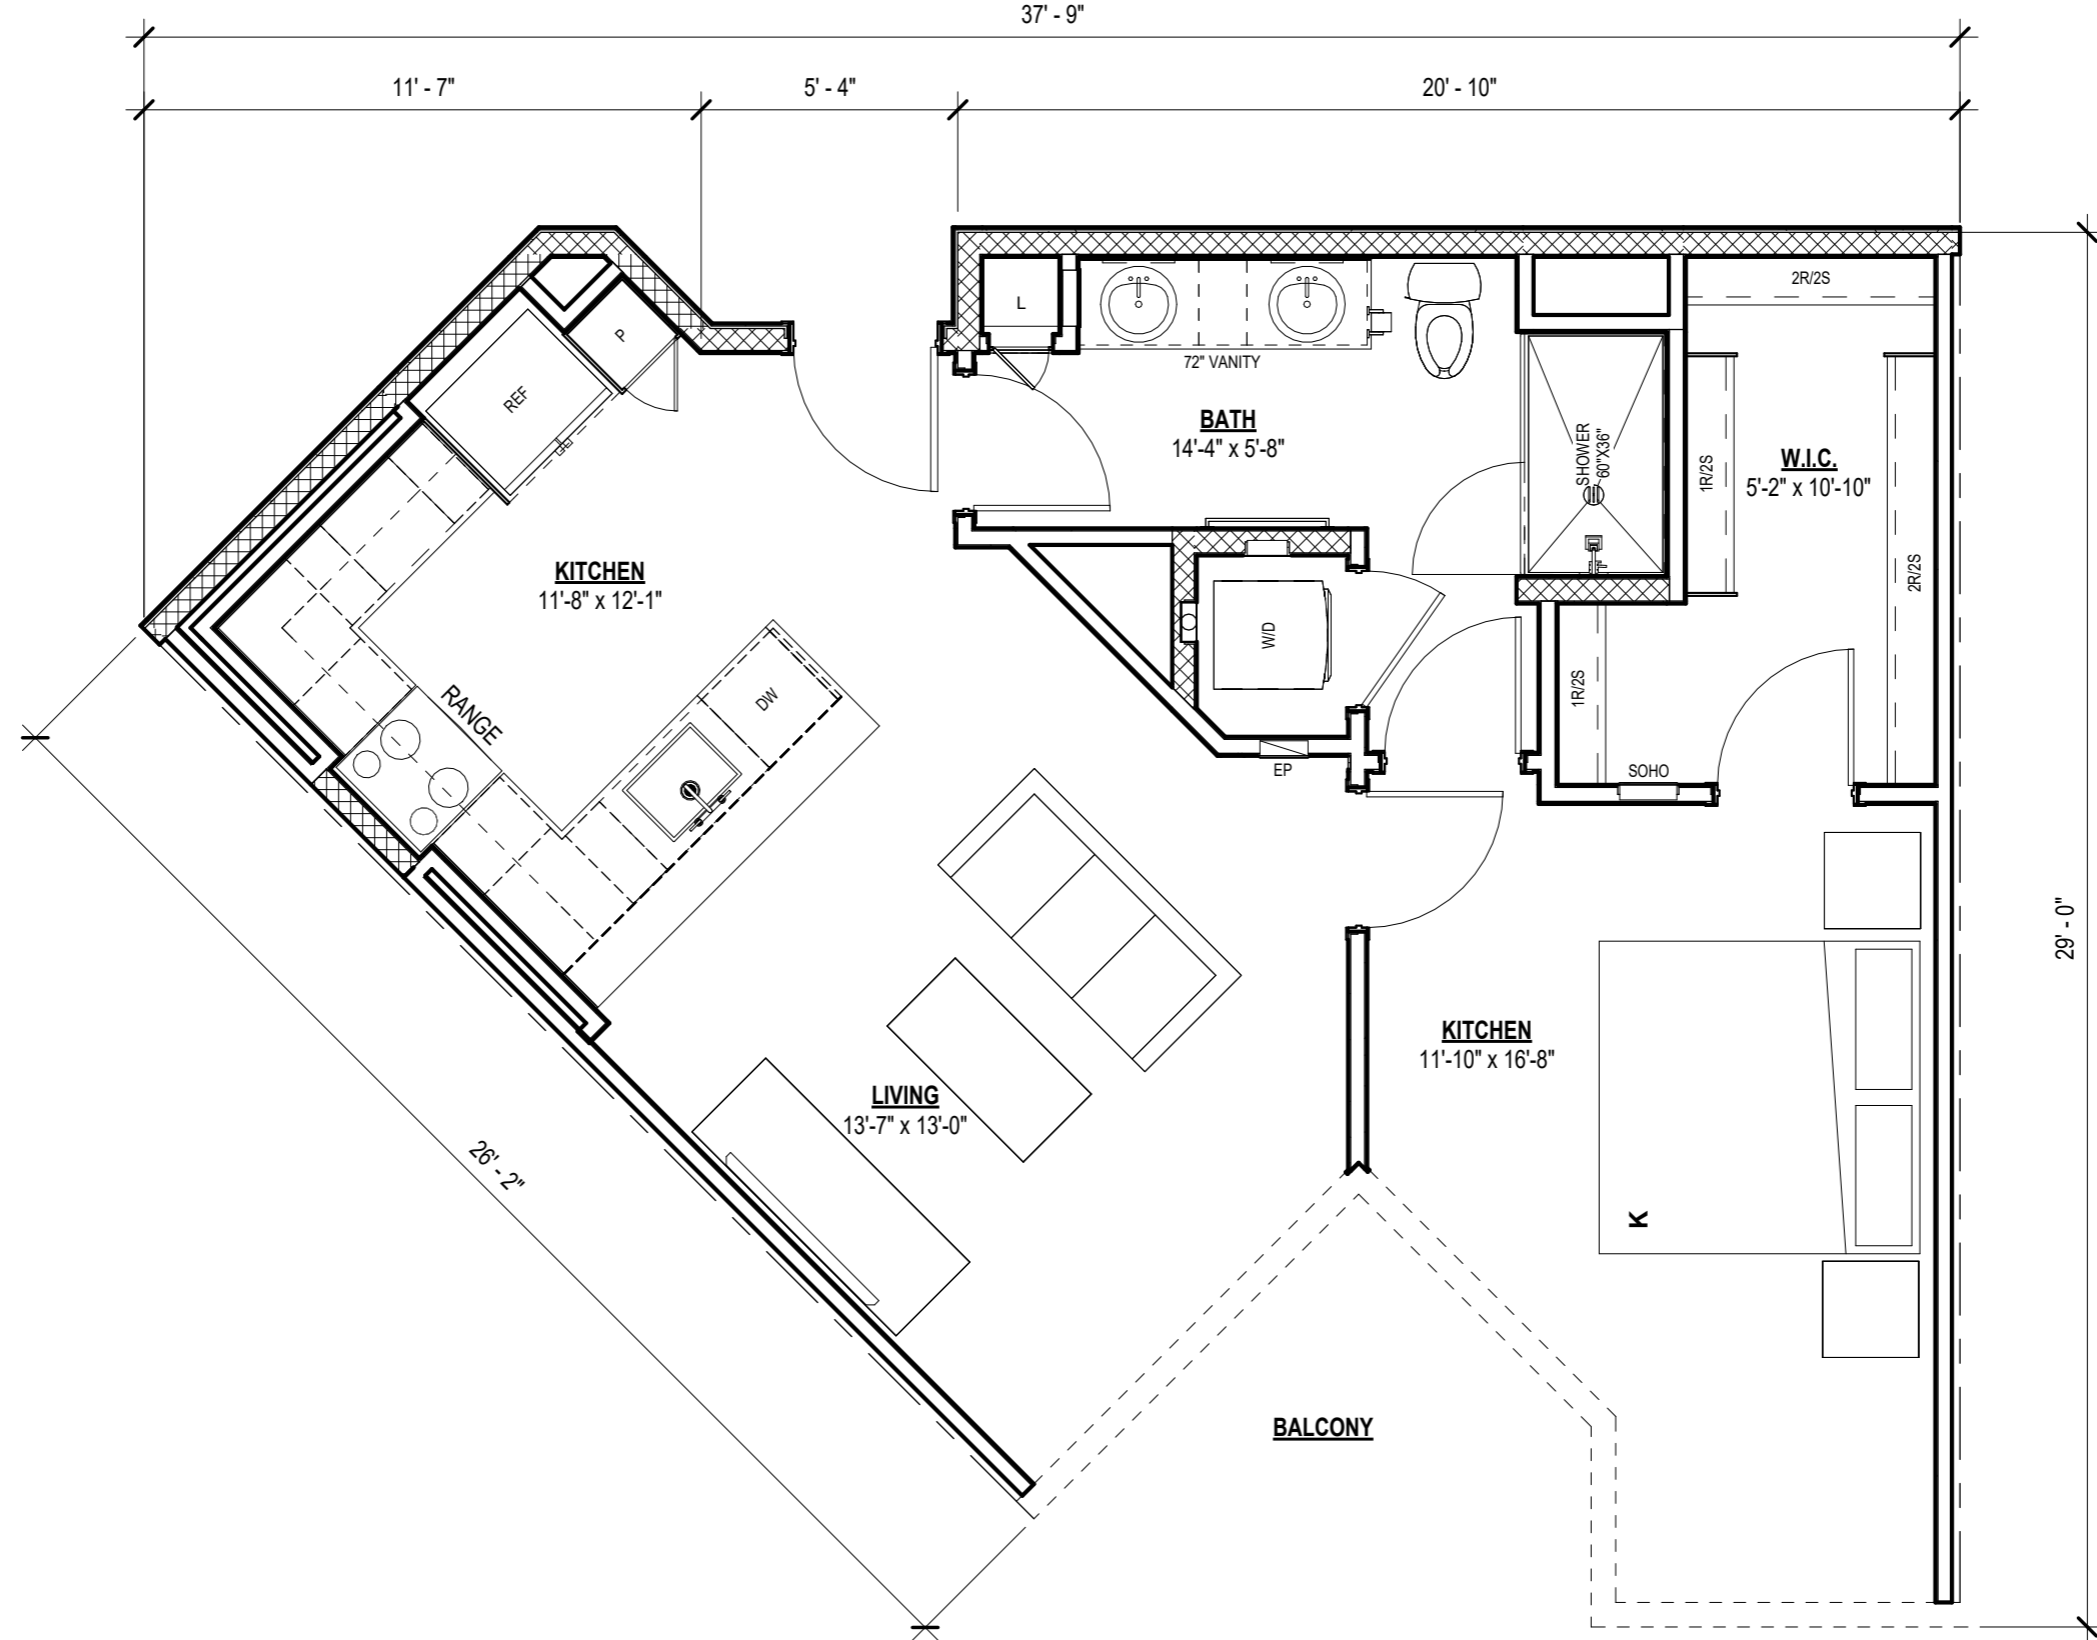 37' - 9"
11' - 7"
5' - 4"
20' - 10"
L
2R/2S
P
72" VANITY
REF
BATH
14'-4" x 5'-8"
SHOWER
60"X36"
1R/2S
W.I.C.
5'-2" x 10'-10"
2R/2S
KITCHEN
11'-8" x 12'-1"
W/D
RANGE
DW
1R/2S
EP
SOHO
29' - 0"
KITCHEN
11'-10" x 16'-8"
LIVING
13'-7" x 13'-0"
26' - 2"
K
BALCONY